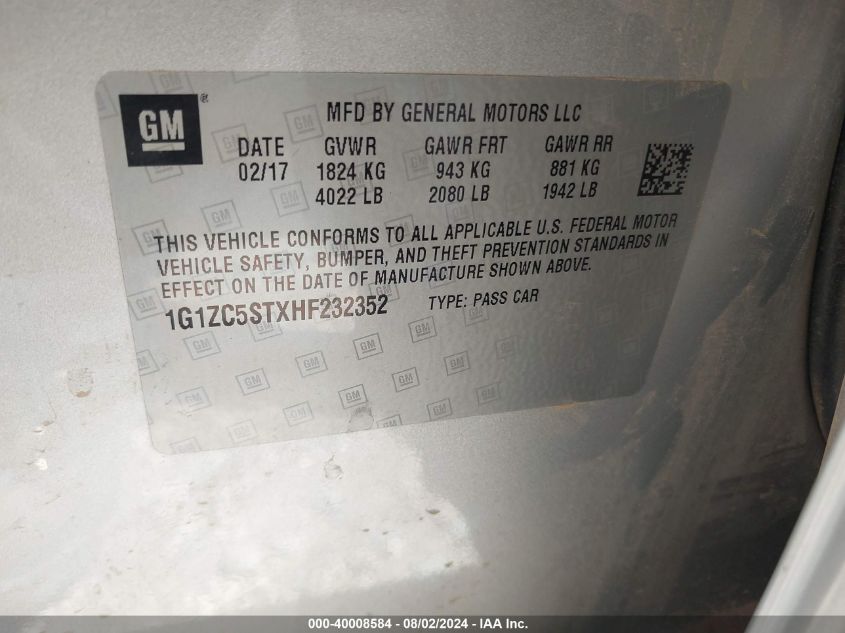 GM
®
MFD BY GENERAL MOTORS LLC
DATE GVWR GAWR FRT GAWR RR
02/17 1824 KG 943 KG 881 KG
4022 LB 2080 LB 1942 LB
THIS VEHICLE CONFORMS TO ALL APPLICABLE U.S. FEDERAL MOTOR
VEHICLE SAFETY, BUMPER, AND THEFT PREVENTION STANDARDS IN
EFFECT ON THE DATE OF MANUFACTURE SHOWN ABOVE.
1G1ZC5STXHF232352 TYPE: PASS CAR
000-40008584 - 08/02/2024 - IAA Inc.